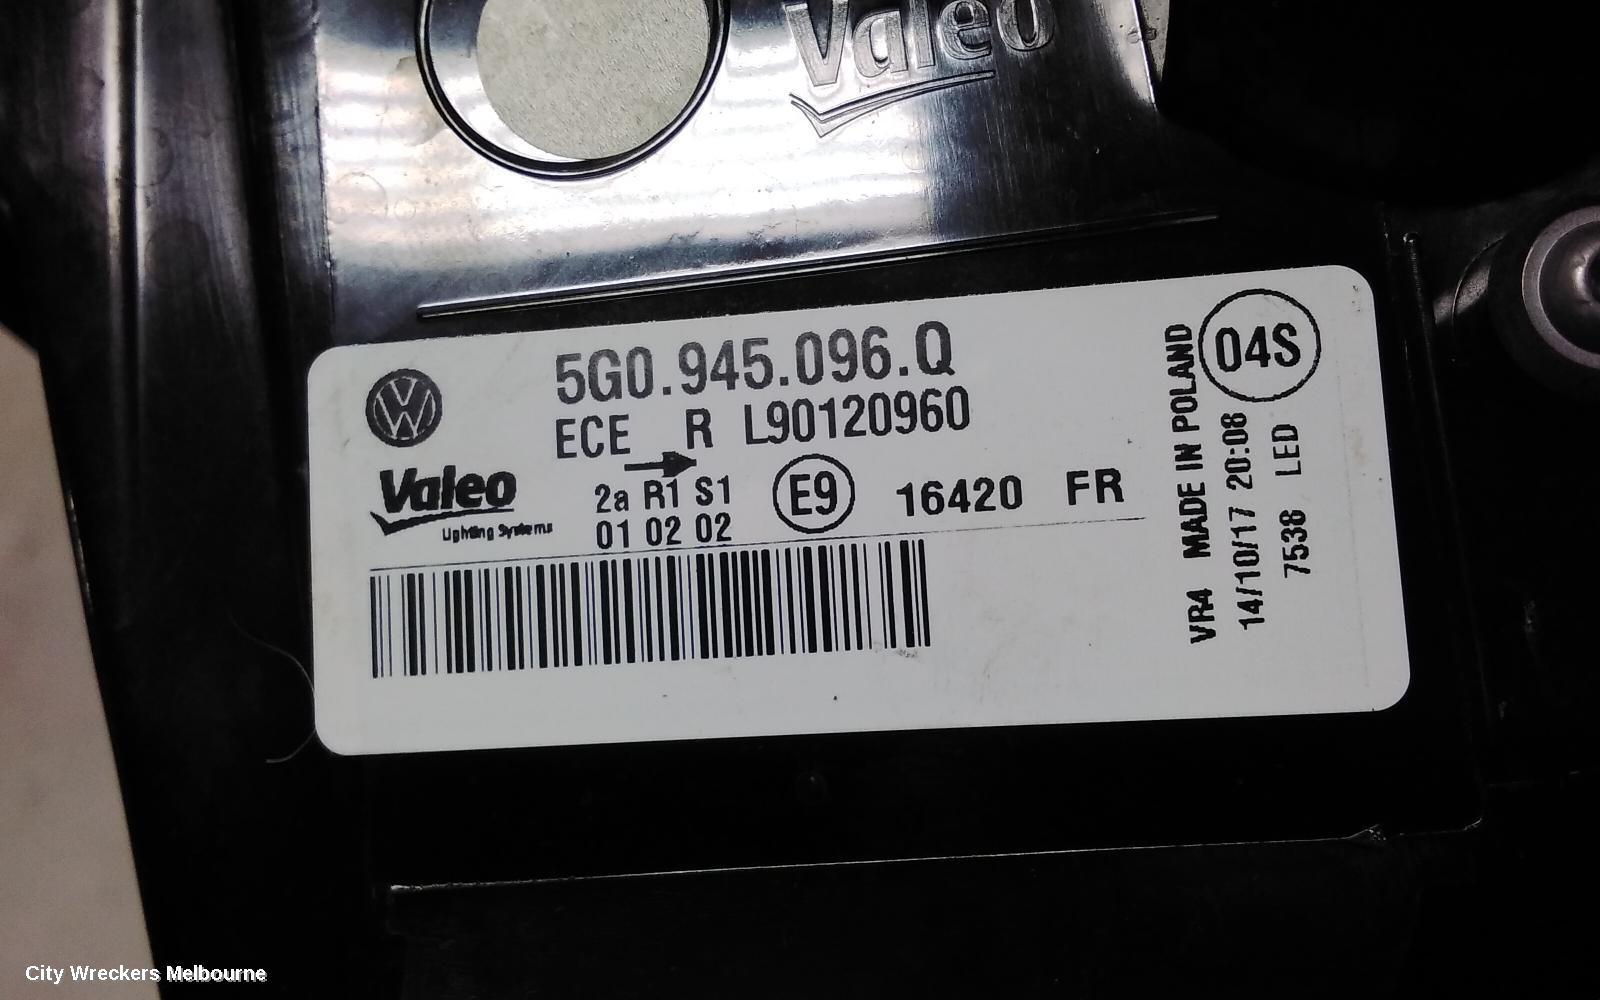 Valeo
5G0.945.096.Q
ECE R L90120960
Valeo
Lighting Systems
2a R1 S1
01 02 02
E9
16420 FR
VR4 MADE IN POLAND
14/10/17 20:08
7538 LED
04S
City Wreckers Melbourne